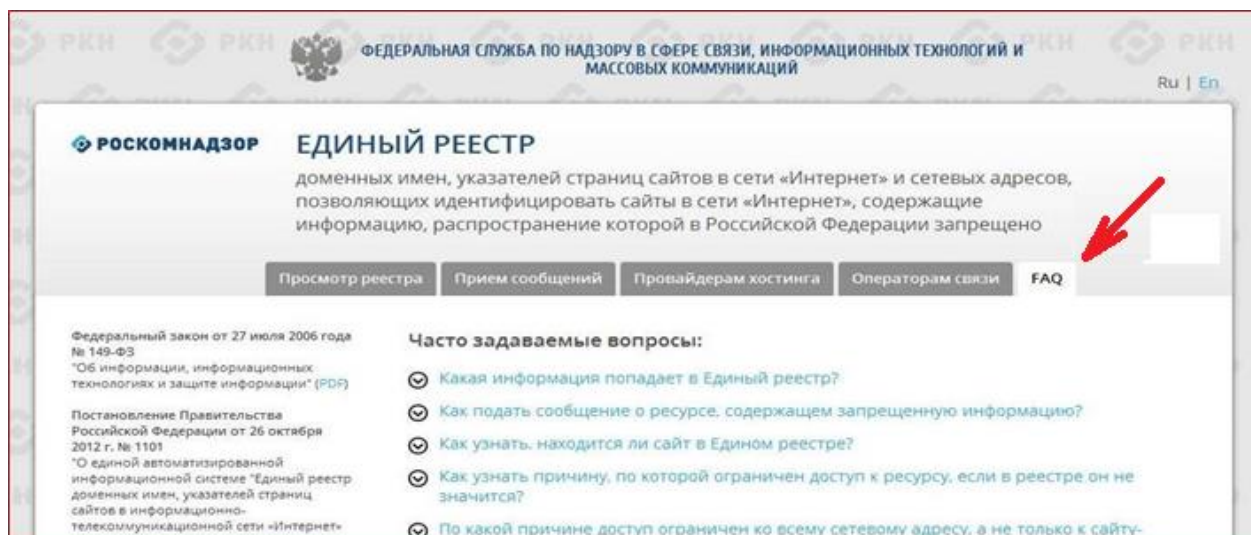 ФЕДЕРАЛЬНАЯ СЛУЖБА ПО НАДЗОРУ В СФЕРЕ СВЯЗИ, ИНФОРМАЦИОННЫХ ТЕХНОЛОГИЙ И
МАССОВЫХ КОММУНИКАЦИЙ
Ru | En
РОСКОМНАДЗОР
ЕДИНЫЙ РЕЕСТР
доменных имен, указателей страниц сайтов в сети «Интернет» и сетевых адресов,
позволяющих идентифицировать сайты в сети «Интернет», содержащие
информацию, распространение которой в Российской Федерации запрещено
Просмотр реестра
Прием сообщений
Провайдерам хостинга
Операторам связи
FAQ
Федеральный закон от 27 июля 2006 года
№ 149-ФЗ
"Об информации, информационных
технологиях и защите информации" (PDF)
Постановление Правительства
Российской Федерации от 26 октября
2012 г. № 1101
"О единой автоматизированной
информационной системе "Единый реестр
доменных имен, указателей страниц
сайтов в информационно-
телекоммуникационной сети «Интернет»
Часто задаваемые вопросы:
Какая информация попадает в Единый реестр?
Как подать сообщение о ресурсе, содержащем запрещенную информацию?
Как узнать, находится ли сайт в Едином реестре?
Как узнать причину, по которой ограничен доступ к ресурсу, если в реестре он не
значится?
По какой причине доступ ограничен ко всему сетевому адресу, а не только к сайту-